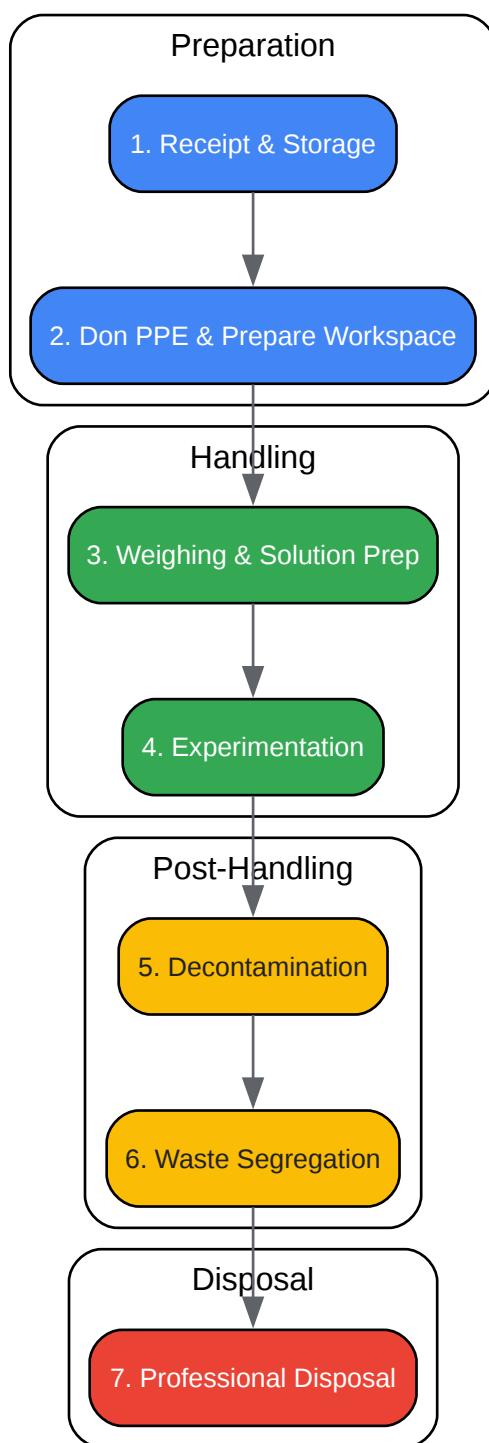 Preparation
1. Receipt & Storage
2. Don PPE & Prepare Workspace
Handling
3. Weighing & Solution Prep
4. Experimentation
Post-Handling
5. Decontamination
6. Waste Segregation
Disposal
7. Professional Disposal